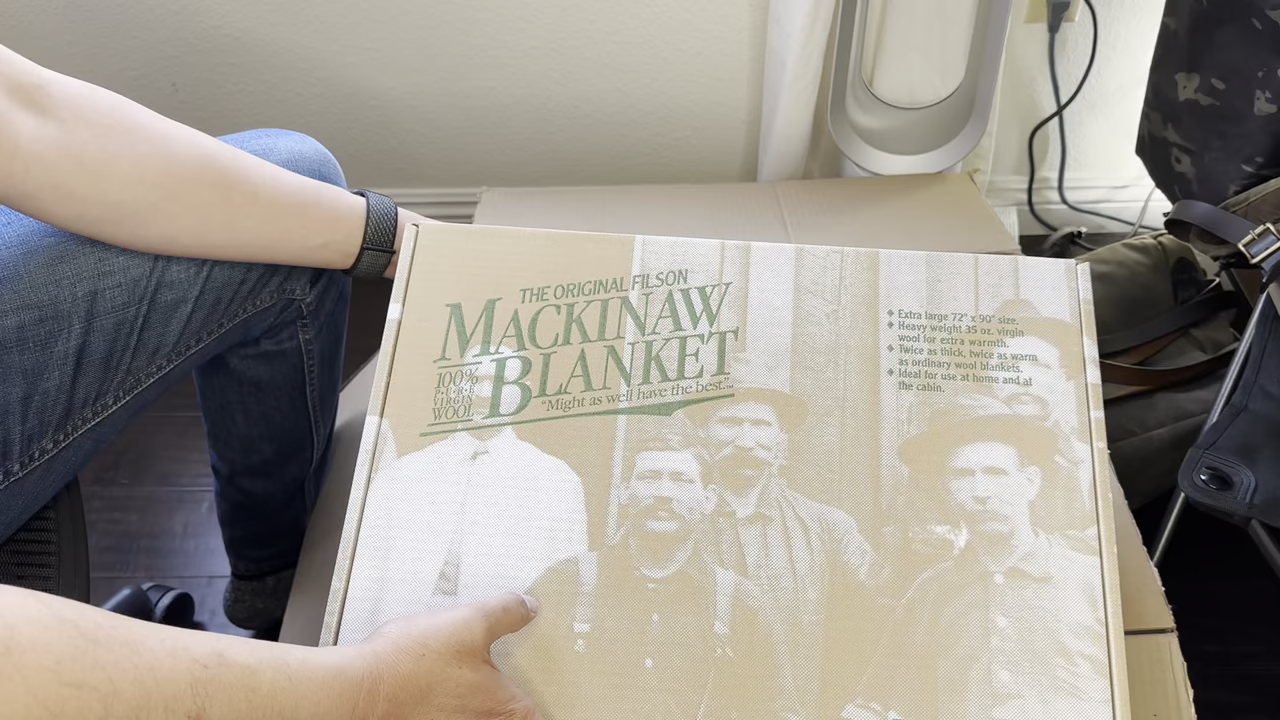 THE ORIGINAL FILSON
MACKINAW
BLANKET
100%
PURE
VIRGIN
WOOL
"Might as well have the best."
◆ Extra large 72" x 90" size.
◆ Heavy weight 35 oz. virgin
wool for extra warmth.
◆ Twice as thick, twice as warm
as ordinary wool blankets.
◆ Ideal for use at home and at
the cabin.